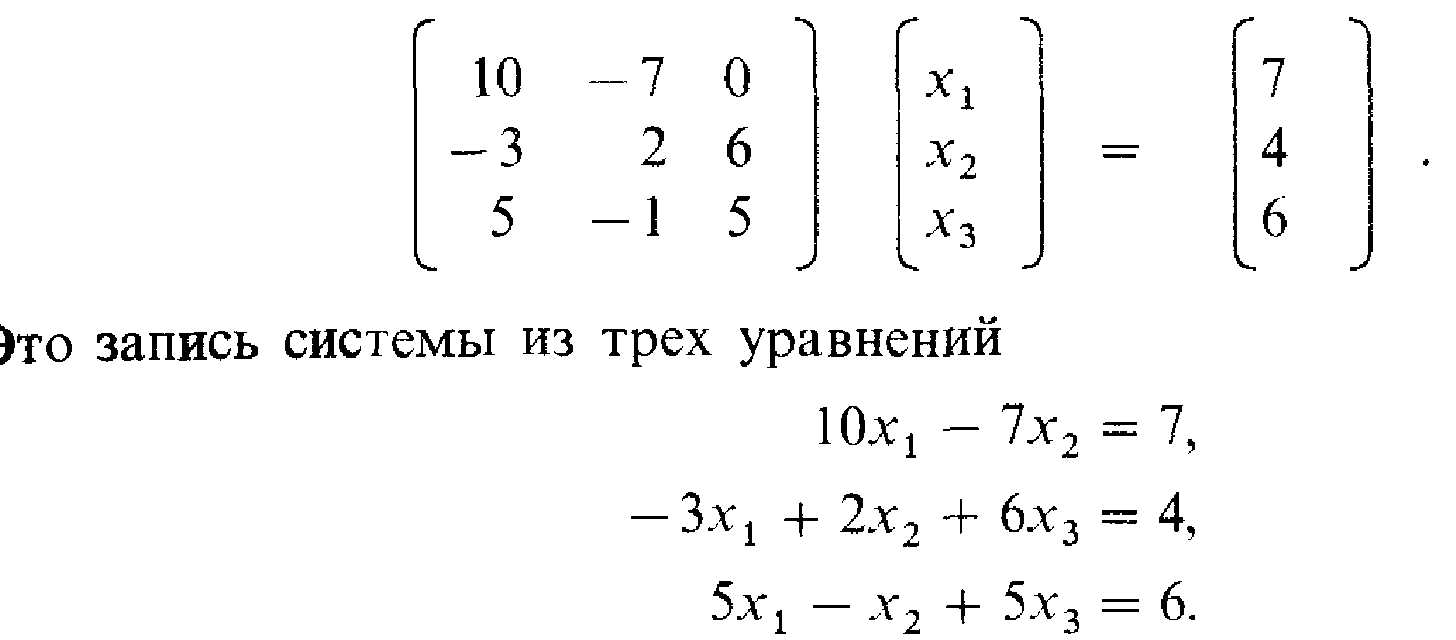 10 −7 0 x₁ 7
−3 2 6 x₂ = 4 .
5 −1 5 x₃ 6
Это запись системы из трех уравнений
10x₁ − 7x₂ = 7,
−3x₁ + 2x₂ + 6x₃ = 4,
5x₁ − x₂ + 5x₃ = 6.